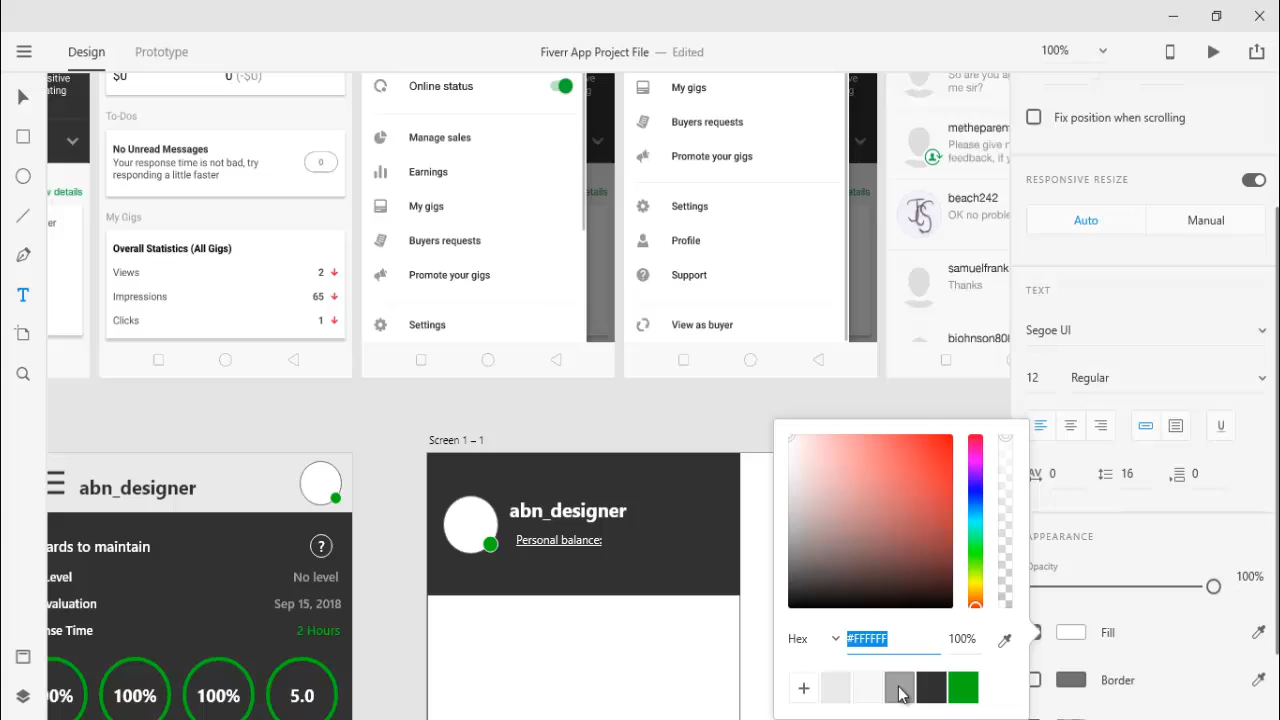 Design
Prototype
Fiverr App Project File — Edited
100%
sitive
ating
w details
er
$0
0 (-$0)
To-Dos
No Unread Messages
Your response time is not bad, try
responding a little faster
0
My Gigs
Overall Statistics (All Gigs)
Views 2
Impressions 65
Clicks 1
Online status
Manage sales
Earnings
My gigs
Buyers requests
Promote your gigs
Settings
etails
My gigs
Buyers requests
Promote your gigs
Settings
Profile
Support
View as buyer
etails
So are you a
me sir?
metheparent
Please give m
feedback, if y
beach242
OK no proble
samuelfrank
Thanks
bjohnson80
Fix position when scrolling
RESPONSIVE RESIZE
Auto
Manual
TEXT
Segoe UI
12
Regular
U
AV 0
16
0
APPEARANCE
Opacity
100%
Fill
Border
Hex
#FFFFFF
100%
+
Screen 1 – 1
abn_designer
Personal balance:
abn_designer
ards to maintain
?
Level
No level
valuation
Sep 15, 2018
nse Time
2 Hours
00%
100%
100%
5.0